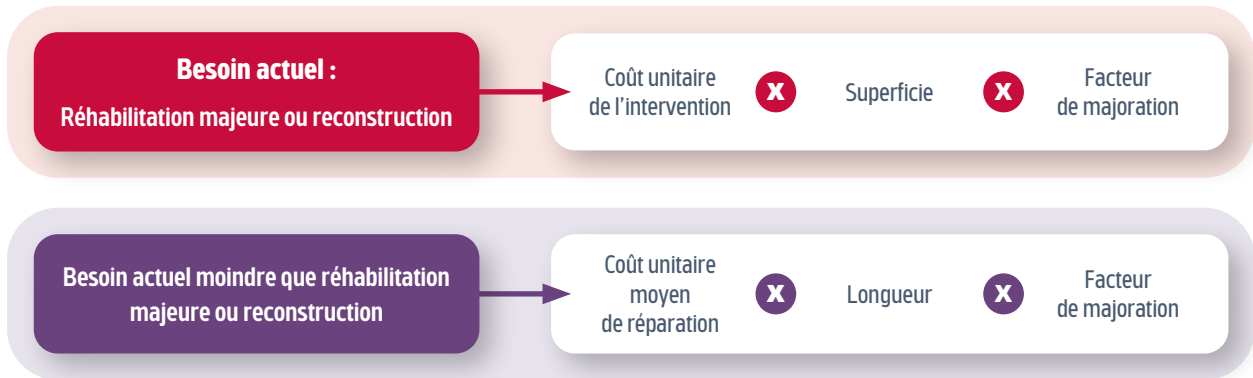 Besoin actuel :
Réhabilitation majeure ou reconstruction
Coût unitaire
de l'intervention
X
Superficie
X
Facteur
de majoration
Besoin actuel moindre que réhabilitation
majeure ou reconstruction
Coût unitaire
moyen
de réparation
X
Longueur
X
Facteur
de majoration